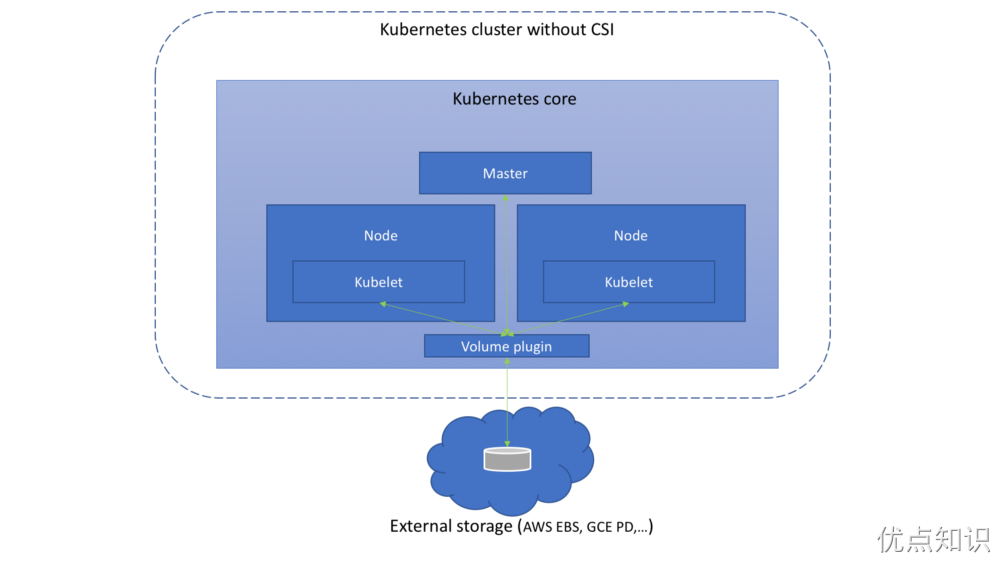 Kubernetes cluster without CSI
Kubernetes core
Master
Node
Node
Kubelet
Kubelet
Volume plugin
External storage (AWS EBS, GCE PD,...)
优点知识